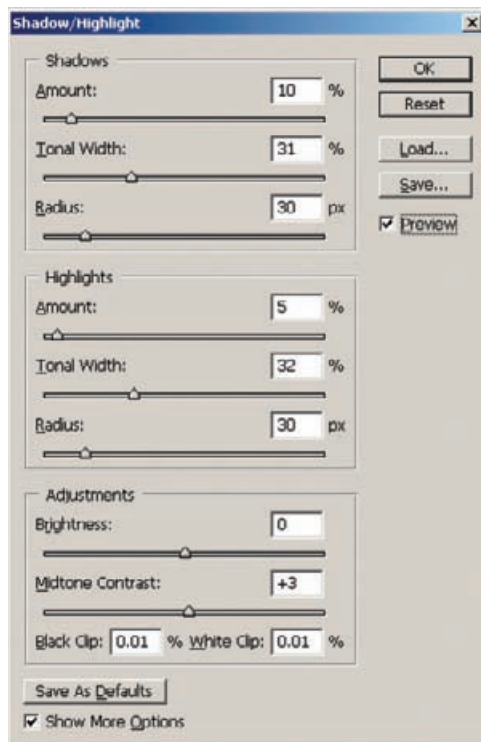 Shadow/Highlight
Shadows
Amount: 10 %
Tonal Width: 31 %
Radius: 30 px
Highlights
Amount: 5 %
Tonal Width: 32 %
Radius: 30 px
Adjustments
Brightness: 0
Midtone Contrast: +3
Black Clip: 0.01 % White Clip: 0.01 %
Save As Defaults
Show More Options
OK
Reset
Load...
Save...
Preview